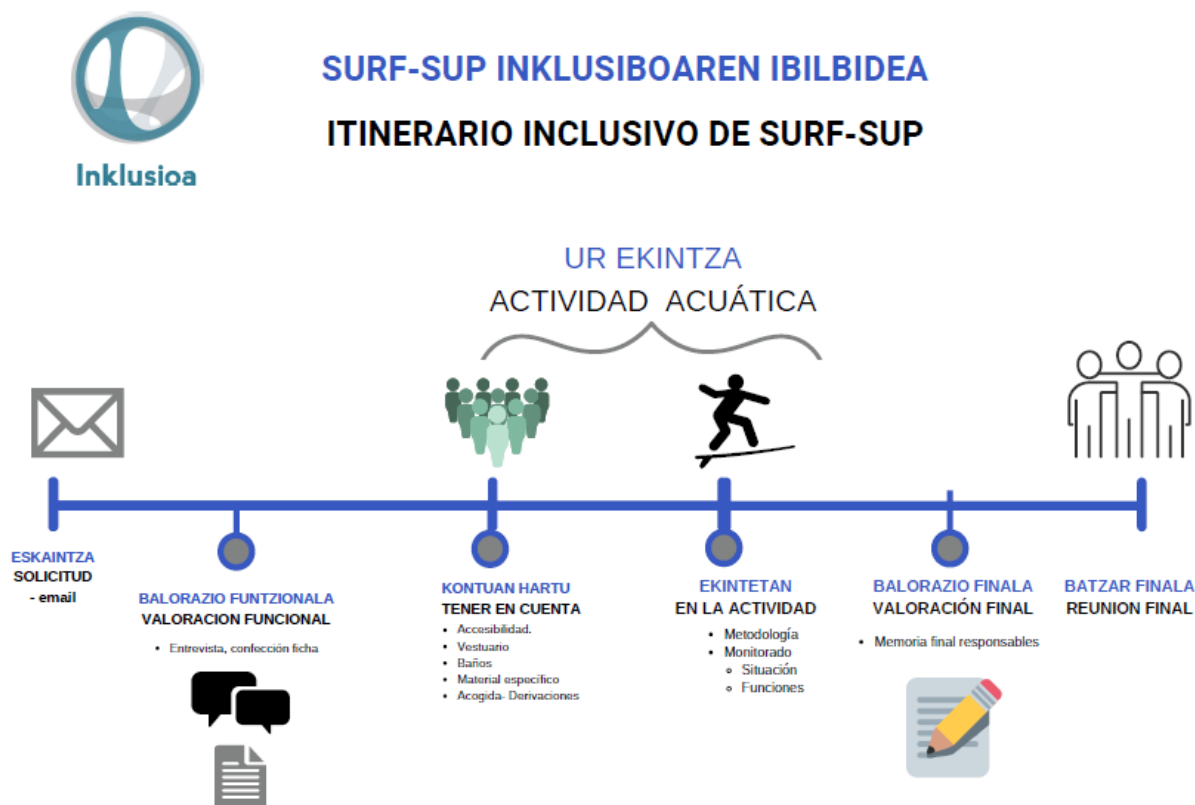 Inklusioa
SURF-SUP INKLUSIBOAREN IBILBIDEA
ITINERARIO INCLUSIVO DE SURF-SUP
UR EKINTZA
ACTIVIDAD ACUÁTICA
ESKAINTZA
SOLICITUD
- email
BALORAZIO FUNTZIONALA
VALORACION FUNCIONAL
• Entrevista, confección ficha
KONTUAN HARTU
TENER EN CUENTA
• Accesibilidad.
• Vestuario
• Baños
• Material específico
• Acogida- Derivaciones
EKINTETAN
EN LA ACTIVIDAD
• Metodología
• Monitorado
◦ Situación
◦ Funciones
BALORAZIO FINALA
VALORACIÓN FINAL
• Memoria final responsables
BATZAR FINALA
REUNION FINAL